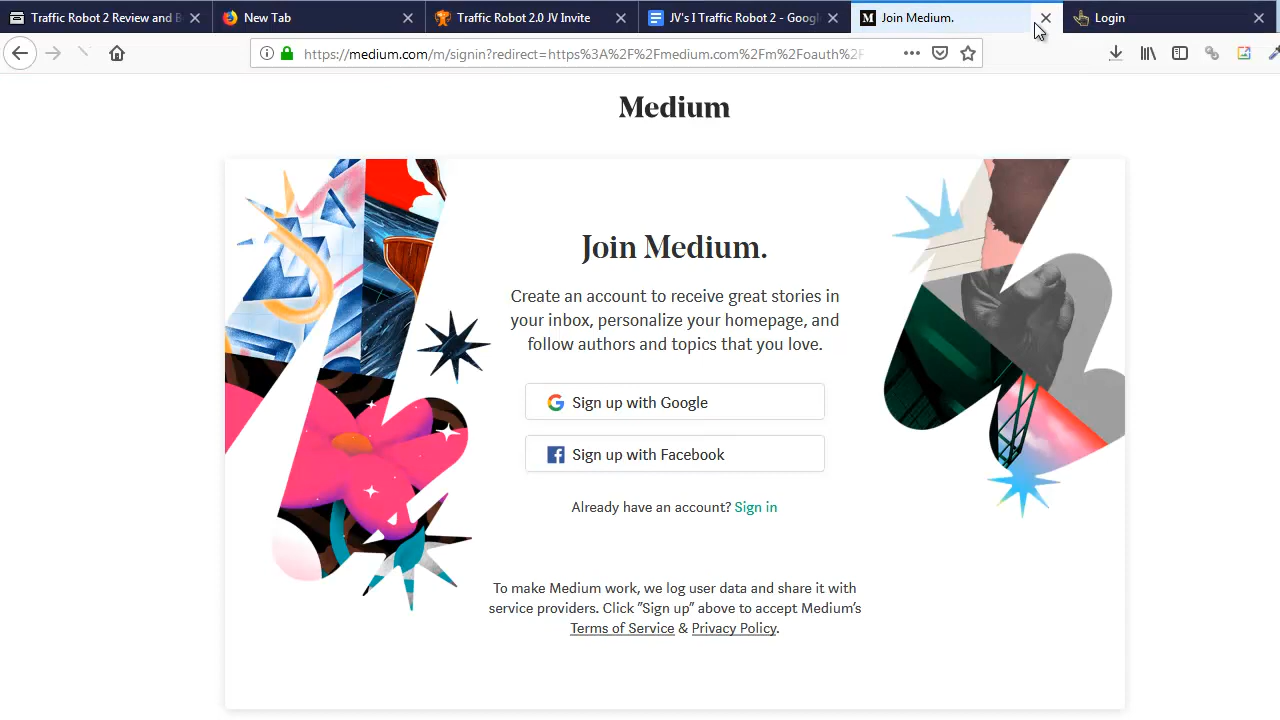 Traffic Robot 2 Review and B
New Tab
Traffic Robot 2.0 JV Invite
JV's I Traffic Robot 2 - Googl
M Join Medium.
Login
https://medium.com/m/signin?redirect=https%3A%2F%2Fmedium.com%2Fm%2Foauth%2F
Medium
Join Medium.
Create an account to receive great stories in
your inbox, personalize your homepage, and
follow authors and topics that you love.
Sign up with Google
Sign up with Facebook
Already have an account? Sign in
To make Medium work, we log user data and share it with
service providers. Click "Sign up" above to accept Medium's
Terms of Service & Privacy Policy.